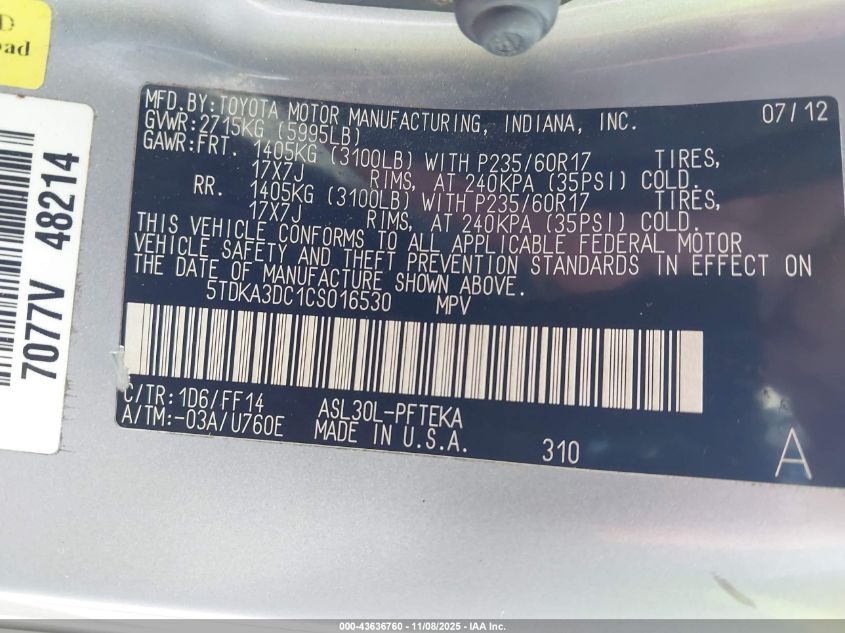 D
oad
7077V 48214
MFD.BY:TOYOTA MOTOR MANUFACTURING, INDIANA, INC. 07/12
GVWR:2715KG (5995LB)
GAWR:FRT. 1405KG (3100LB) WITH P235/60R17 TIRES,
17X7J RIMS, AT 240KPA (35PSI) COLD.
RR. 1405KG (3100LB) WITH P235/60R17 TIRES,
17X7J RIMS, AT 240KPA (35PSI) COLD.
THIS VEHICLE CONFORMS TO ALL APPLICABLE FEDERAL MOTOR
VEHICLE SAFETY AND THEFT PREVENTION STANDARDS IN EFFECT ON
THE DATE OF MANUFACTURE SHOWN ABOVE.
5TDKA3DC1CS016530 MPV
C/TR:1D6/FF14 ASL30L-PFTEKA
A/TM:-03A/U760E MADE IN U.S.A. 310 A
000-43636760 - 11/08/2025 - IAA Inc.